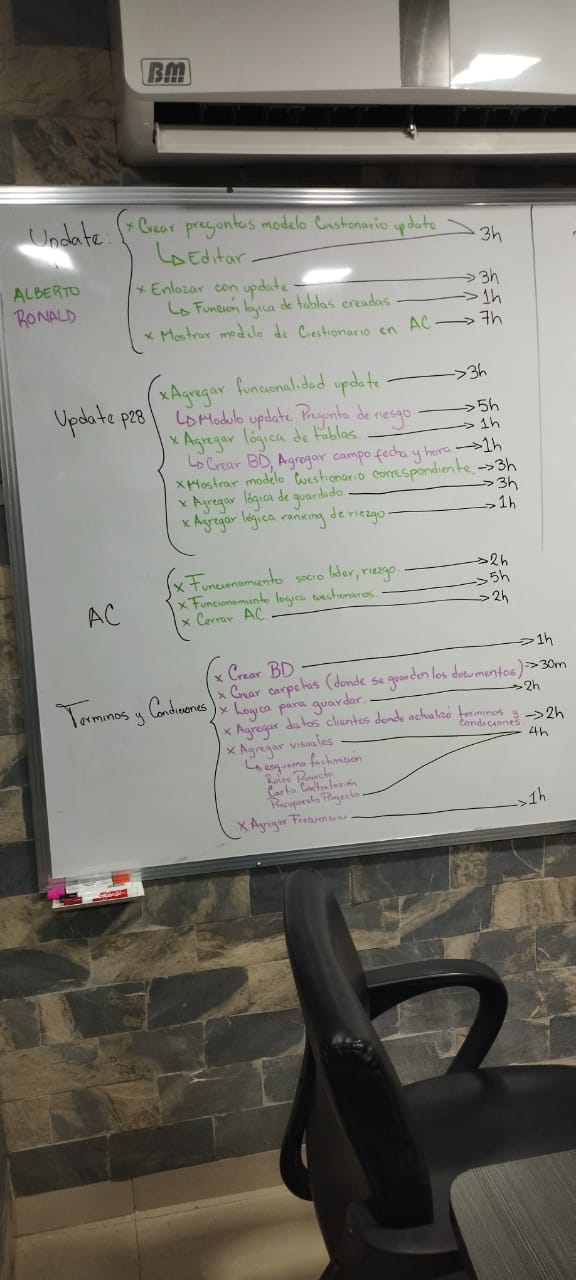 BM
Update:
x Crear preguntas modelo Cuestionario update → 3h
↳ Editar
ALBERTO
RONALD
x Enlazar con update → 3h
↳ Función lógica de tablas creadas → 1h
x Mostrar modelo de Cuestionario en AC → 7h
Update p28
x Agregar funcionalidad update → 3h
↳ Modulo update Pregunta de riesgo → 5h
x Agregar lógica de tablas. → 1h
↳ Crear BD, Agregar campo fecha y hora → 1h
x Mostrar modelo Cuestionario correspondiente. → 3h
x Agregar lógica de guardado → 3h
x Agregar lógica ranking de riezgo → 1h
AC
x Funcionamiento socio lider, riezgo. → 2h
x Funcionamento logica cuestionarios. → 5h
x Cerrar AC → 2h
Terminos y Condiciones
x Crear BD → 1h
x Crear carpetas (donde se guarden los documentos) → 30m
x Logica para guardar. → 2h
x Agregar datos clientes donde actualizó terminos y condiciones → 2h
x Agregar visuales → 4h
↳ esquema facturación
Roles Proyecto
Carta Contratación
Presupuesto Proyecto
x Agregar Frecuencia → 1h